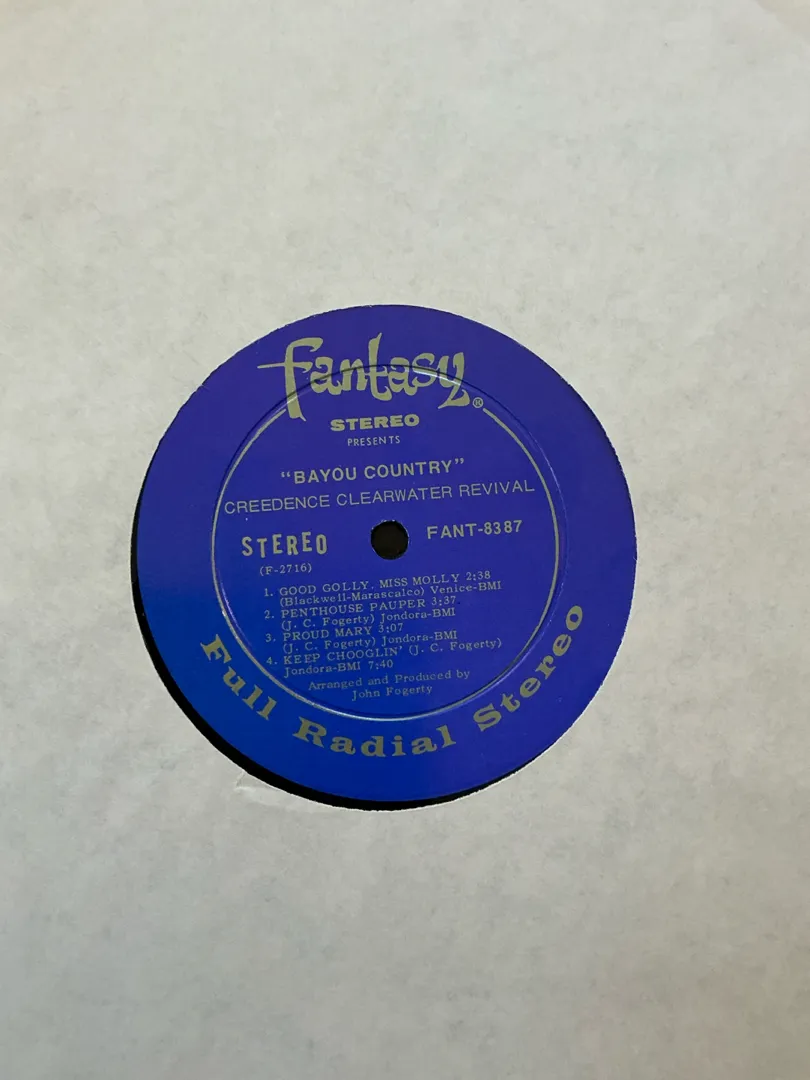 fantasy®
STEREO
PRESENTS
"BAYOU COUNTRY"
CREEDENCE CLEARWATER REVIVAL
STEREO
FANT-8387
(F-2716)
1. GOOD GOLLY, MISS MOLLY 2:38
(Blackwell-Marascalco) Venice-BMI
2. PENTHOUSE PAUPER 3:37
(J. C. Fogerty) Jondora-BMI
3. PROUD MARY 3:07
(J. C. Fogerty) Jondora-BMI
4. KEEP CHOOGLIN' (J. C. Fogerty)
Jondora-BMI 7:40
Arranged and Produced by
John Fogerty
Full Radial Stereo